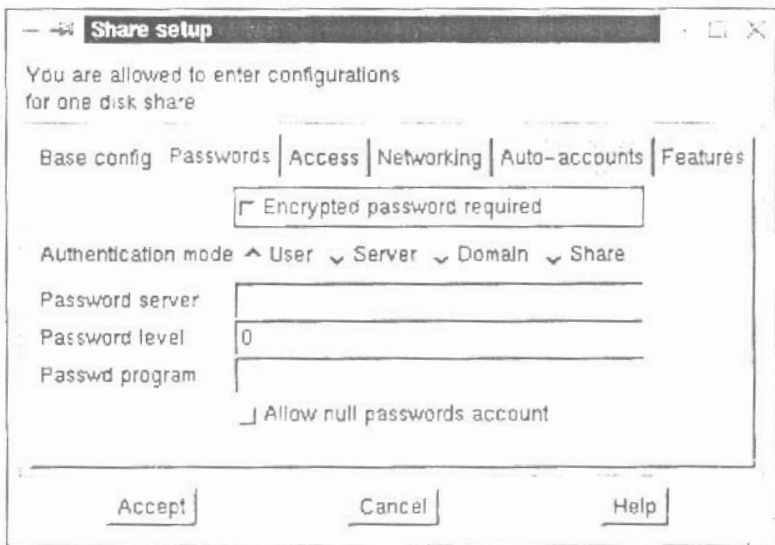 Share setup
You are allowed to enter configurations
for one disk share
Base config Passwords Access Networking Auto-accounts Features
Encrypted password required
Authentication mode User Server Domain Share
Password server
Password level 0
Passwd program
Allow null passwords account
Accept Cancel Help